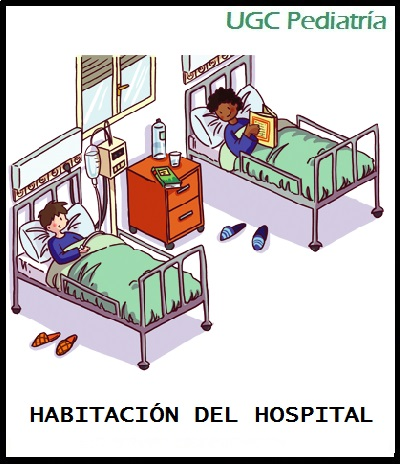 UGC Pediatría
HABITACIÓN DEL HOSPITAL